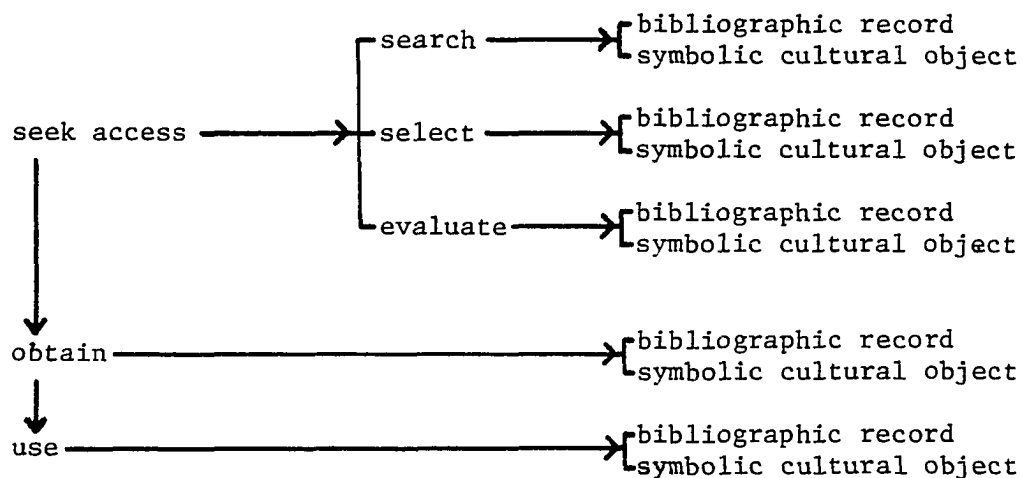 search
bibliographic record
symbolic cultural object
seek access
select
bibliographic record
symbolic cultural object
evaluate
bibliographic record
symbolic cultural object
obtain
bibliographic record
symbolic cultural object
use
bibliographic record
symbolic cultural object